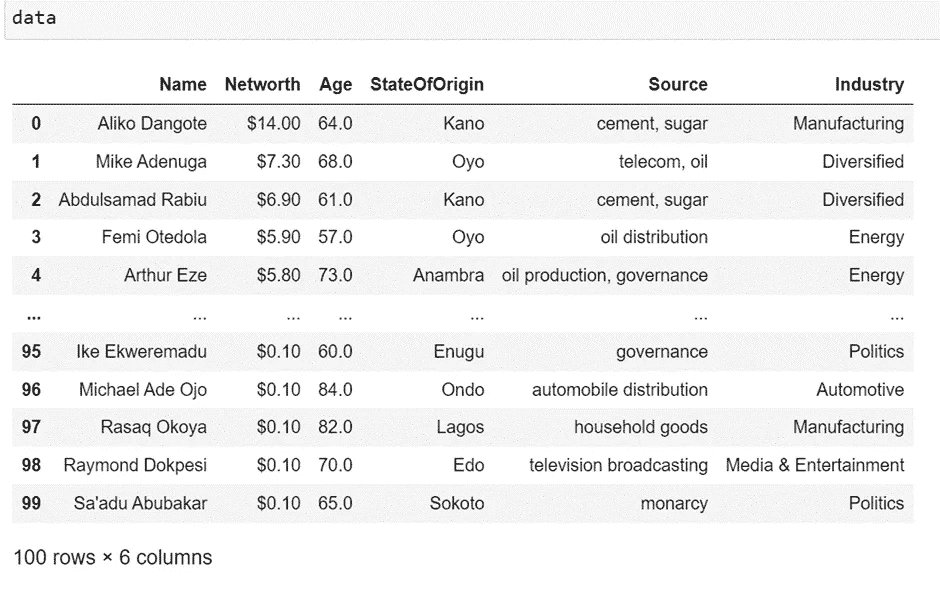 data
Name Networth Age StateOfOrigin Source Industry
0 Aliko Dangote $14.00 64.0 Kano cement, sugar Manufacturing
1 Mike Adenuga $7.30 68.0 Oyo telecom, oil Diversified
2 Abdulsamad Rabiu $6.90 61.0 Kano cement, sugar Diversified
3 Femi Otedola $5.90 57.0 Oyo oil distribution Energy
4 Arthur Eze $5.80 73.0 Anambra oil production, governance Energy
... ... ... ... ... ... ...
95 Ike Ekweremadu $0.10 60.0 Enugu governance Politics
96 Michael Ade Ojo $0.10 84.0 Ondo automobile distribution Automotive
97 Rasaq Okoya $0.10 82.0 Lagos household goods Manufacturing
98 Raymond Dokpesi $0.10 70.0 Edo television broadcasting Media & Entertainment
99 Sa'adu Abubakar $0.10 65.0 Sokoto monarcy Politics
100 rows × 6 columns